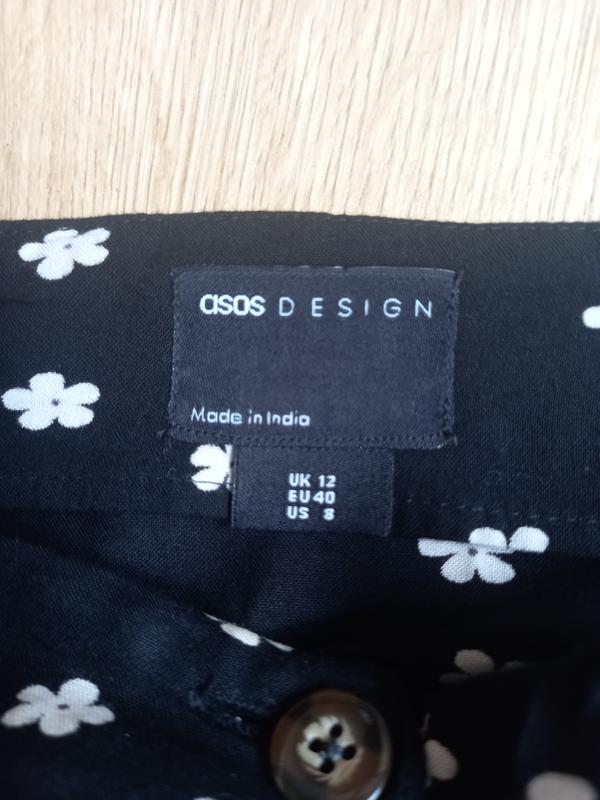 asos DESIGN
Made in India
UK 12
EU 40
US 8